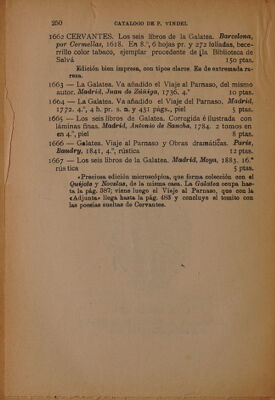 250 CATALOGO DE P. VINDEL
1662 CERVANTES. Los seis libros de la Galatea. Barcelona,
por Cormellas, 1618. En 8.º, 6 hojas pr. y 272 foliadas, bece-
rrillo color tabaco, ejemplar procedente de la Biblioteca de
Salvá 150 ptas.
Edición bien impresa, con tipos claros. Es de extremada ra-
reza.
1663 — La Galatea. Va añadido el Viaje al Parnaso, del mismo
autor. Madrid, Juan de Zúñiga, 1736. 4.º 10 ptas.
1664 — La Galatea. Va añadido el Viaje del Parnaso. Madrid,
1772. 4.º, 4 h. pr. s. n. y 451 págs., piel 5 ptas.
1665 — Los seis libros de Galatea. Corregida é ilustrada con
láminas finas. Madrid, Antonio de Sancha, 1784. 2 tomos en
en 4.º, piel 8 ptas.
1666 — Galatea. Viaje al Parnaso y Obras dramáticas. París,
Baudry, 1841, 4.º, rústica 12 ptas.
1667 — Los seis libros de la Galatea. Madrid, Moya, 1883. 16.º
rústica 5 ptas.
«Preciosa edición microscópica, que forma colección con el
Quijote y Novelas, de la misma casa. La Galatea ocupa has-
ta la pág. 387; viene luego el Viaje al Parnaso, que con la
«Adjunta» llega hasta la pág. 483 y concluye el tomito con
las poesías sueltas de Cervantes.